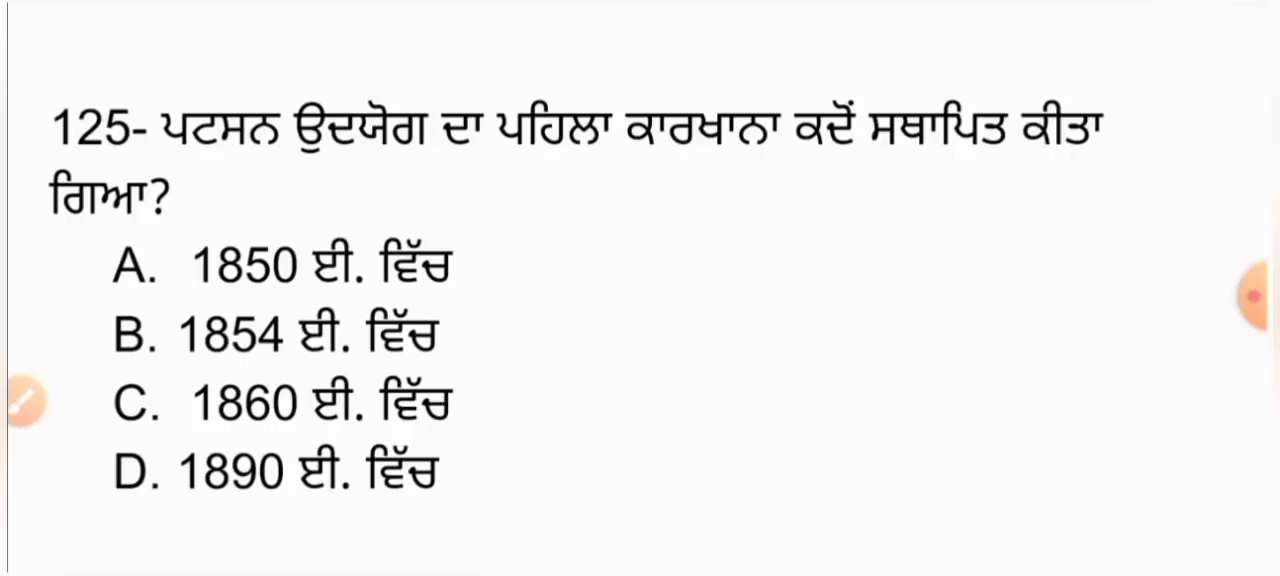 125- ਪਟਸਨ ਉਦਯੋਗ ਦਾ ਪਹਿਲਾ ਕਾਰਖਾਨਾ ਕਦੋਂ ਸਥਾਪਿਤ ਕੀਤਾ
ਗਿਆ?
A. 1850 ਈ. ਵਿੱਚ
B. 1854 ਈ. ਵਿੱਚ
C. 1860 ਈ. ਵਿੱਚ
D. 1890 ਈ. ਵਿੱਚ